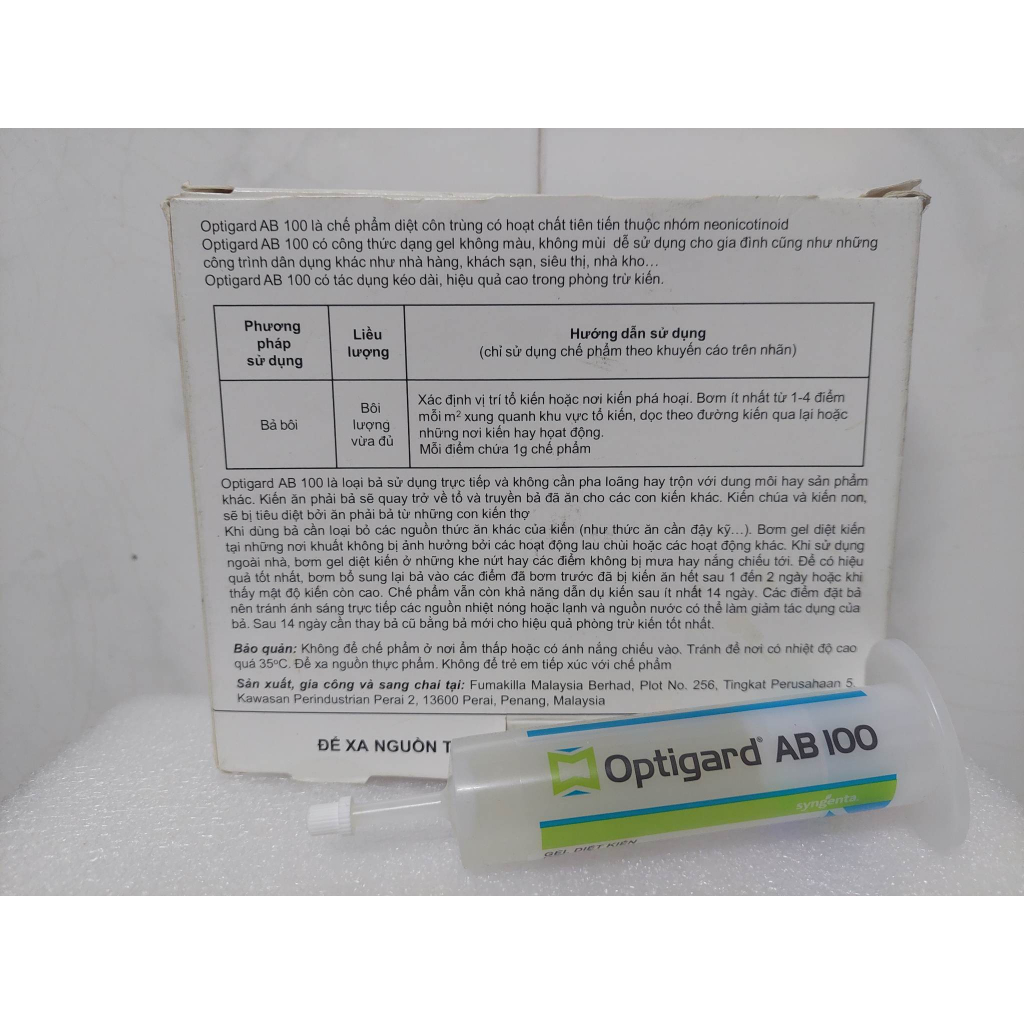 Optigard AB 100 là chế phẩm diệt côn trùng có hoạt chất tiên tiến thuộc nhóm neonicotinoid
Optigard AB 100 có công thức dạng gel không màu, không mùi dễ sử dụng cho gia đình cũng như những
công trình dân dụng khác như nhà hàng, khách sạn, siêu thị, nhà kho...
Optigard AB 100 có tác dụng kéo dài, hiệu quả cao trong phòng trừ kiến.
Phương
pháp
sử dụng
Liều
lượng
Hướng dẫn sử dụng
(chỉ sử dụng chế phẩm theo khuyến cáo trên nhãn)
Bả bôi
Bôi
lượng
vừa đủ
Xác định vị trí tổ kiến hoặc nơi kiến phá hoại. Bơm ít nhất từ 1-4 điểm
mỗi m² xung quanh khu vực tổ kiến, dọc theo đường kiến qua lại hoặc
những nơi kiến hay hoạt động.
Mỗi điểm chứa 1g chế phẩm
Optigard AB 100 là loại bả sử dụng trực tiếp và không cần pha loãng hay trộn với dung môi hay sản phẩm
khác. Kiến ăn phải bả sẽ quay trở về tổ và truyền bả đã ăn cho các con kiến khác. Kiến chúa và kiến non,
sẽ bị tiêu diệt bởi ăn phải bả từ những con kiến thợ
Khi dùng bả cần loại bỏ các nguồn thức ăn khác của kiến (như thức ăn cần đậy kỹ...). Bơm gel diệt kiến
tại những nơi khuất không bị ảnh hưởng bởi các hoạt động lau chùi hoặc các hoạt động khác. Khi sử dụng
ngoài nhà, bơm gel diệt kiến ở những khe nứt hay các điểm không bị mưa hay nắng chiếu tới. Để có hiệu
quả tốt nhất, bơm bổ sung lại bả vào các điểm đã bơm trước đã bị kiến ăn hết sau 1 đến 2 ngày hoặc khi
thấy mật độ kiến còn cao. Chế phẩm vẫn còn khả năng dẫn dụ kiến sau ít nhất 14 ngày. Các điểm đặt bả
nên tránh ánh sáng trực tiếp các nguồn nhiệt nóng hoặc lạnh và nguồn nước có thể làm giảm tác dụng của
bả. Sau 14 ngày cần thay bả cũ bằng bả mới cho hiệu quả phòng trừ kiến tốt nhất.
Bảo quản: Không để chế phẩm ở nơi ẩm thấp hoặc có ánh nắng chiếu vào. Tránh để nơi có nhiệt độ cao
quá 35°C. Để xa nguồn thực phẩm. Không để trẻ em tiếp xúc với chế phẩm
Sản xuất, gia công và sang chai tại: Fumakilla Malaysia Berhad, Plot No. 256, Tingkat Perusahaan 5,
Kawasan Perindustrian Perai 2, 13600 Perai, Penang, Malaysia
ĐỂ XA NGUỒN T
Optigard® AB 100
syngenta
GEL DIỆT KIẾN